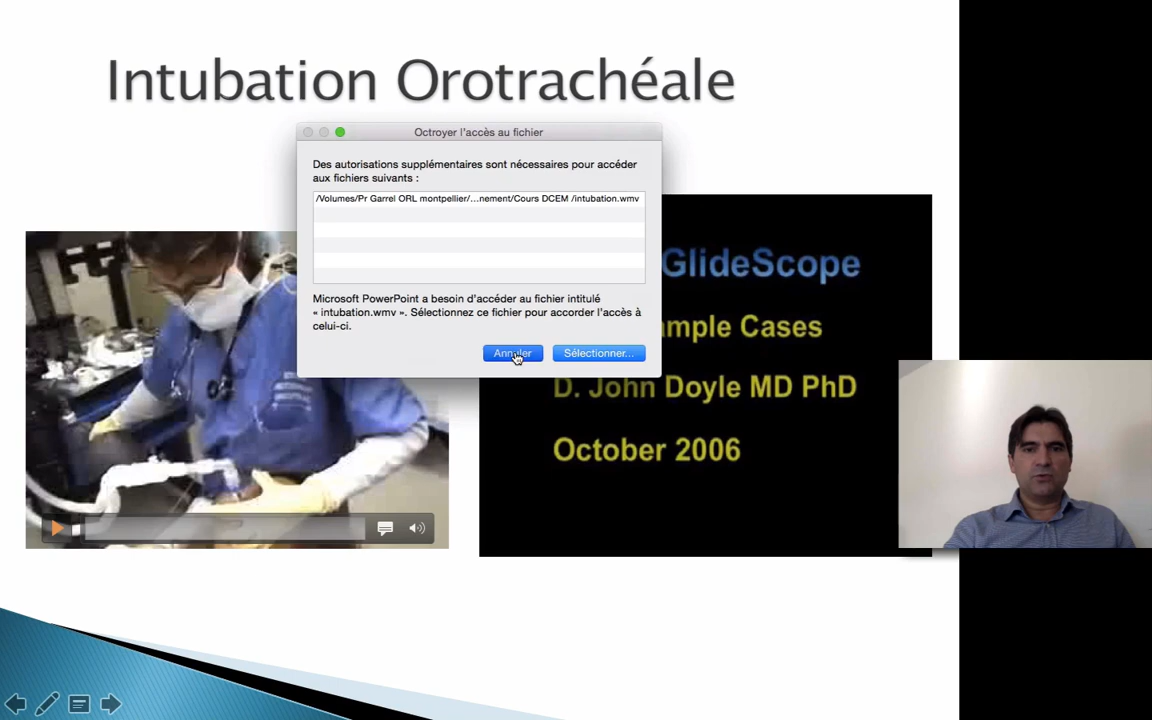 Intubation Orotrachéale
Octroyer l'accès au fichier
Des autorisations supplémentaires sont nécessaires pour accéder
aux fichiers suivants :
/Volumes/Pr Garrel ORL montpellier/...nement/Cours DCEM /intubation.wmv
Microsoft PowerPoint a besoin d'accéder au fichier intitulé
« intubation.wmv ». Sélectionnez ce fichier pour accorder l'accès à
celui-ci.
Annuler
Sélectionner...
GlideScope
mple Cases
D. John Doyle MD PhD
October 2006